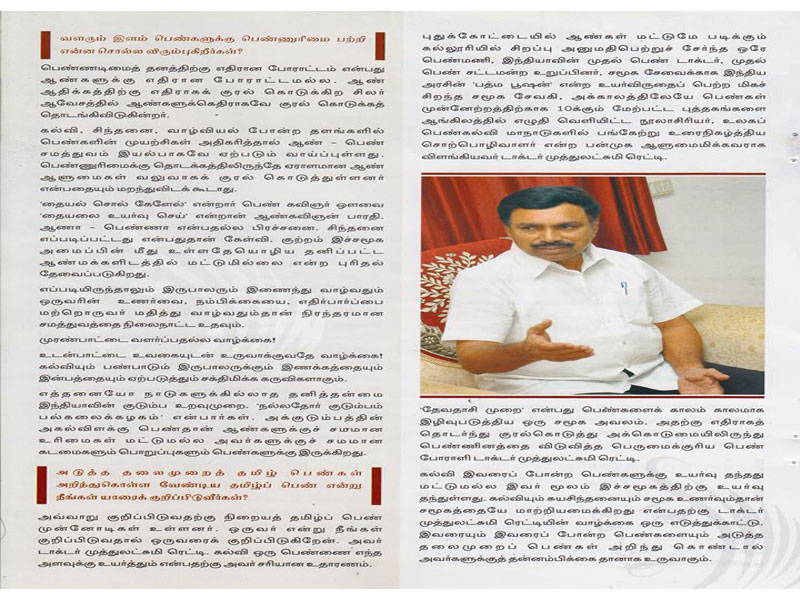 வளரும் இளம் பெண்களுக்கு பெண்ணுரிமை பற்றி
என்ன சொல்ல விரும்புகிறீர்கள்?
பெண்ணடிமைத் தனத்திற்கு எதிரான போராட்டம் என்பது
ஆண்களுக்கு எதிரான போராட்டமல்ல. ஆண்
ஆதிக்கத்திற்கு எதிராகக் குரல் கொடுக்கிற சிலர்
ஆவேசத்தில் ஆண்களுக்கெதிராகவே குரல் கொடுக்கத்
தொடங்கிவிடுகின்றர்.
கல்வி, சிந்தனை, வாழ்வியல் போன்ற தளங்களில்
பெண்களின் முயற்சிகள் அதிகரித்தால் ஆண் – பெண்
சமத்துவம் இயல்பாகவே ஏற்படும் வாய்ப்புள்ளது.
பெண்ணுரிமைக்கு தொடக்கத்திலிருந்தே ஏராளமான ஆண்
ஆளுமைகள் வலுவாகக் குரல் கொடுத்துள்ளனர்
என்பதையும் மறந்துவிடக் கூடாது.
'தையல் சொல் கேளேல்' என்றார் பெண் கவிஞர் ஔவை
'தையலை உயர்வு செய்' என்றான் ஆண்கவிஞன் பாரதி.
ஆணா – பெண்ணா என்பதல்ல பிரச்சனை. சிந்தனை
எப்படிப்பட்டது என்பதுதான் கேள்வி. குற்றம் இச்சமூக
அமைப்பின் மீது உள்ளதேயொழிய தனிப்பட்ட
ஆண்மக்களிடத்தில் மட்டுமில்லை என்ற புரிதல்
தேவைப்படுகிறது.
எப்படியிருந்தாலும் இருபாலரும் இணைந்து வாழ்வதும்
ஒருவரின் உணர்வை, நம்பிக்கையை, எதிர்பார்ப்பை
மற்றொருவர் மதித்து வாழ்வதும்தான் நிரந்தரமான
சமத்துவத்தை நிலைநாட்ட உதவும்.
முரண்பாட்டை வளர்ப்பதல்ல வாழ்க்கை!
உடன்பாட்டை உவகையுடன் உருவாக்குவதே வாழ்க்கை!
கல்வியும் பண்பாடும் இருபாலருக்கும் இணக்கத்தையும்
இன்பத்தையும் ஏற்படுத்தும் சக்திமிக்க கருவிகளாகும்.
எத்தனையோ நாடுகளுக்கில்லாத தனித்தன்மை
இந்தியாவின் குடும்ப உறவுமுறை. 'நல்லதோர் குடும்பம்
பல்கலைக்கழகம்' என்பார்கள். அக்குடும்பத்தின்
அகல்விளக்கு பெண்தான் ஆண்களுக்குச் சமமான
உரிமைகள் மட்டுமல்ல அவர்களுக்குச் சமமான
கடமைகளும் பொறுப்புகளும் பெண்களுக்கு இருக்கிறது.
அடுத்த தலைமுறைத் தமிழ் பெண்கள்
அறிந்துகொள்ள வேண்டிய தமிழ்ப் பெண் என்று
நீங்கள் யாரைக் குறிப்பிடுவீர்கள்?
அவ்வாறு குறிப்பிடுவதற்கு நிறையத் தமிழ்ப் பெண்
முன்னோடிகள் உள்ளனர். ஒருவர் என்று நீங்கள்
குறிப்பிடுவதால் ஒருவரைக் குறிப்பிடுகிறேன். அவர்
டாக்டர் முத்துலட்சுமி ரெட்டி. கல்வி ஒரு பெண்ணை எந்த
அளவுக்கு உயர்த்தும் என்பதற்கு அவர் சரியான உதாரணம்.
புதுக்கோட்டையில் ஆண்கள் மட்டுமே படிக்கும்
கல்லூரியில் சிறப்பு அனுமதிபெற்றுச் சேர்ந்த ஒரே
பெண்மணி, இந்தியாவின் முதல் பெண் டாக்டர், முதல்
பெண் சட்டமன்ற உறுப்பினர், சமூக சேவைக்காக இந்திய
அரசின் 'பத்ம பூஷன்' என்ற உயர்விருதைப் பெற்ற மிகச்
சிறந்த சமூக சேவகி, அக்காலத்திலேயே பெண்கள்
முன்னேற்றத்திற்காக 10க்கும் மேற்பட்ட புத்தகங்களை
ஆங்கிலத்தில் எழுதி வெளியிட்ட நூலாசிரியர், உலகப்
பெண்கல்வி மாநாடுகளில் பங்கேற்று உரைநிகழ்த்திய
சொற்பொழிவாளர் என்ற பன்முக ஆளுமைமிக்கவராக
விளங்கியவர் டாக்டர் முத்துலட்சுமி ரெட்டி.
'தேவதாசி முறை' என்பது பெண்களைக் காலம் காலமாக
இழிவுபடுத்திய ஒரு சமூக அவலம். அதற்கு எதிராகத்
தொடர்ந்து குரல்கொடுத்து அக்கொடுமையிலிருந்து
பெண்ணினத்தை விடுவித்த பெருமைகுரிய பெண்
போராளி டாக்டர் முத்துலட்சுமி ரெட்டி.
கல்வி இவரைப் போன்ற பெண்களுக்கு உயர்வு தந்தது
மட்டுமல்ல இவர் மூலம் இச்சமூகத்திற்கு உயர்வு
தந்துள்ளது. கல்வியும் சுயசிந்தனையும் சமூக உணர்வும்தான்
சமூகத்தையே மாற்றியமைக்கிறது என்பதற்கு டாக்டர்
முத்துலட்சுமி ரெட்டியின் வாழ்க்கை ஒரு எடுத்துக்காட்டு.
இவரையும் இவரைப் போன்ற பெண்களையும் அடுத்த
தலைமுறைப் பெண்கள் அறிந்து கொண்டால்
அவர்களுக்குத் தன்னம்பிக்கை தானாக உருவாகும்.